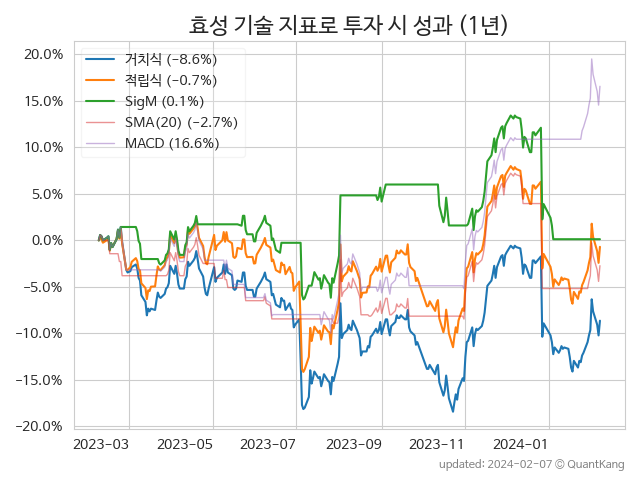 효성 기술 지표로 투자 시 성과 (1년)
20.0%
15.0%
10.0%
5.0%
0.0%
−5.0%
−10.0%
−15.0%
−20.0%
거치식 (−8.6%)
적립식 (−0.7%)
SigM (0.1%)
SMA(20) (−2.7%)
MACD (16.6%)
2023−03 2023−05 2023−07 2023−09 2023−11 2024−01
updated: 2024−02−07 © QuantKang